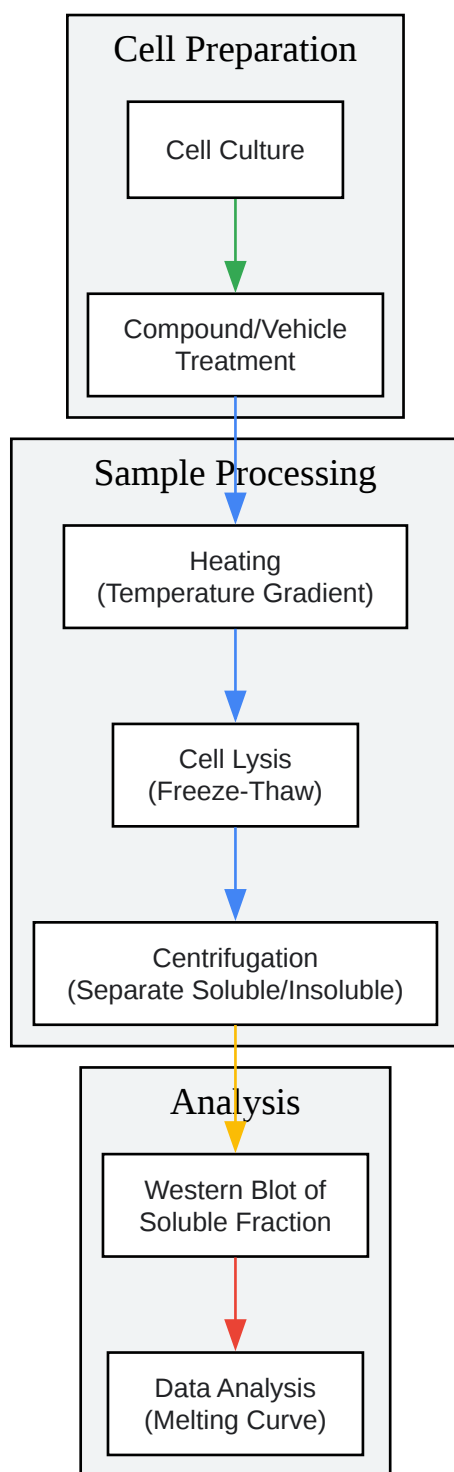 Cell Preparation
Cell Culture
Compound/Vehicle
Treatment
Sample Processing
Heating
(Temperature Gradient)
Cell Lysis
(Freeze-Thaw)
Centrifugation
(Separate Soluble/Insoluble)
Analysis
Western Blot of
Soluble Fraction
Data Analysis
(Melting Curve)